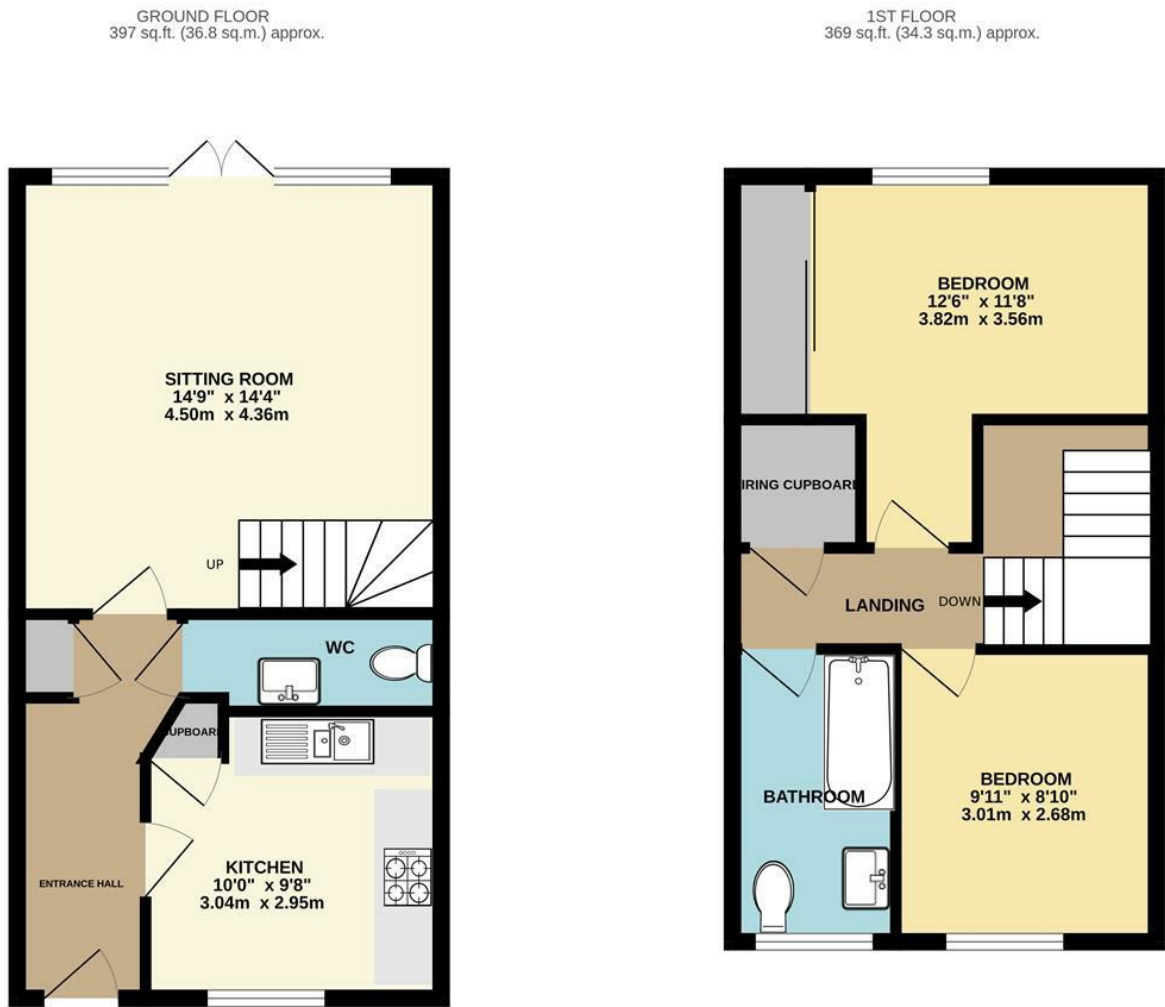 GROUND FLOOR
397 sq.ft. (36.8 sq.m.) approx.
SITTING ROOM
14'9" x 14'4"
4.50m x 4.36m
UP
WC
CUPBOARD
KITCHEN
10'0" x 9'8"
3.04m x 2.95m
ENTRANCE HALL
1ST FLOOR
369 sq.ft. (34.3 sq.m.) approx.
BEDROOM
12'6" x 11'8"
3.82m x 3.56m
IRING CUPBOARD
LANDING
DOWN
BATHROOM
BEDROOM
9'11" x 8'10"
3.01m x 2.68m